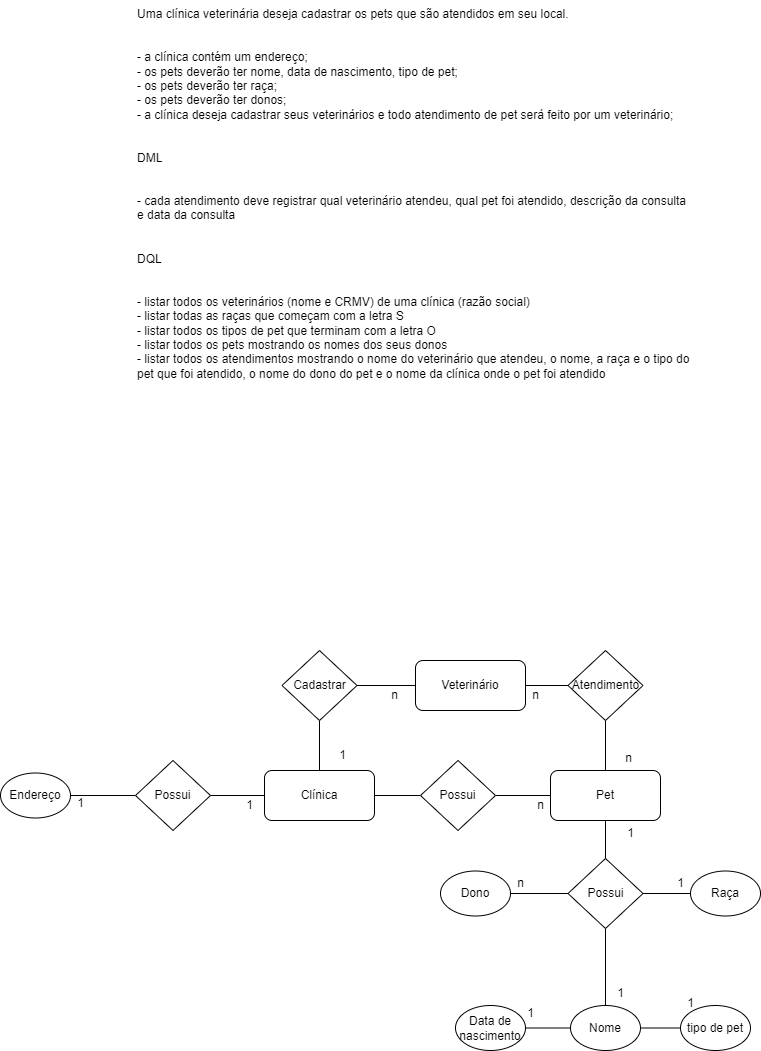 Uma clínica veterinária deseja cadastrar os pets que são atendidos em seu local.
- a clínica contém um endereço;
- os pets deverão ter nome, data de nascimento, tipo de pet;
- os pets deverão ter raça;
- os pets deverão ter donos;
- a clínica deseja cadastrar seus veterinários e todo atendimento de pet será feito por um veterinário;
DML
- cada atendimento deve registrar qual veterinário atendeu, qual pet foi atendido, descrição da consulta
e data da consulta
DQL
- listar todos os veterinários (nome e CRMV) de uma clínica (razão social)
- listar todas as raças que começam com a letra S
- listar todos os tipos de pet que terminam com a letra O
- listar todos os pets mostrando os nomes dos seus donos
- listar todos os atendimentos mostrando o nome do veterinário que atendeu, o nome, a raça e o tipo do
pet que foi atendido, o nome do dono do pet e o nome da clínica onde o pet foi atendido
Cadastrar
n
Veterinário
n
Atendimento
1
n
Endereço
1
Possui
1
Clínica
Possui
n
Pet
1
Dono
n
Possui
1
Raça
1
1
1
Data de
nascimento
Nome
tipo de pet